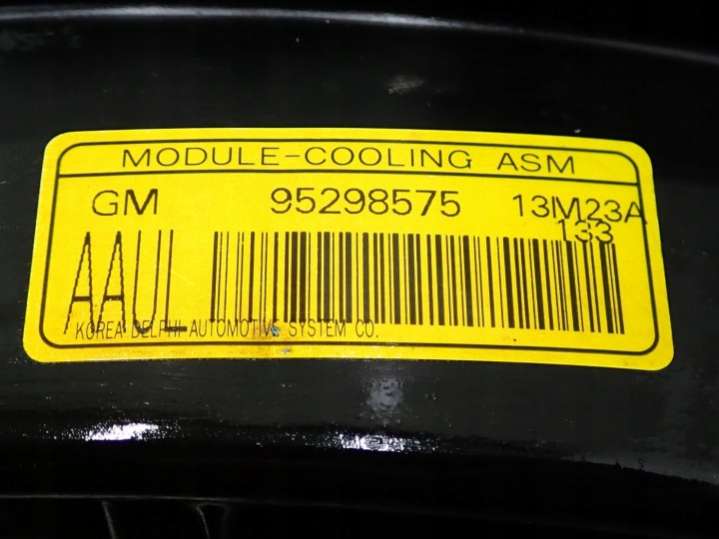 MODULE-COOLING ASM
GM 95298575 13M23A
133
AAUL
KOREA DELPHI AUTOMOTIVE SYSTEM CO.